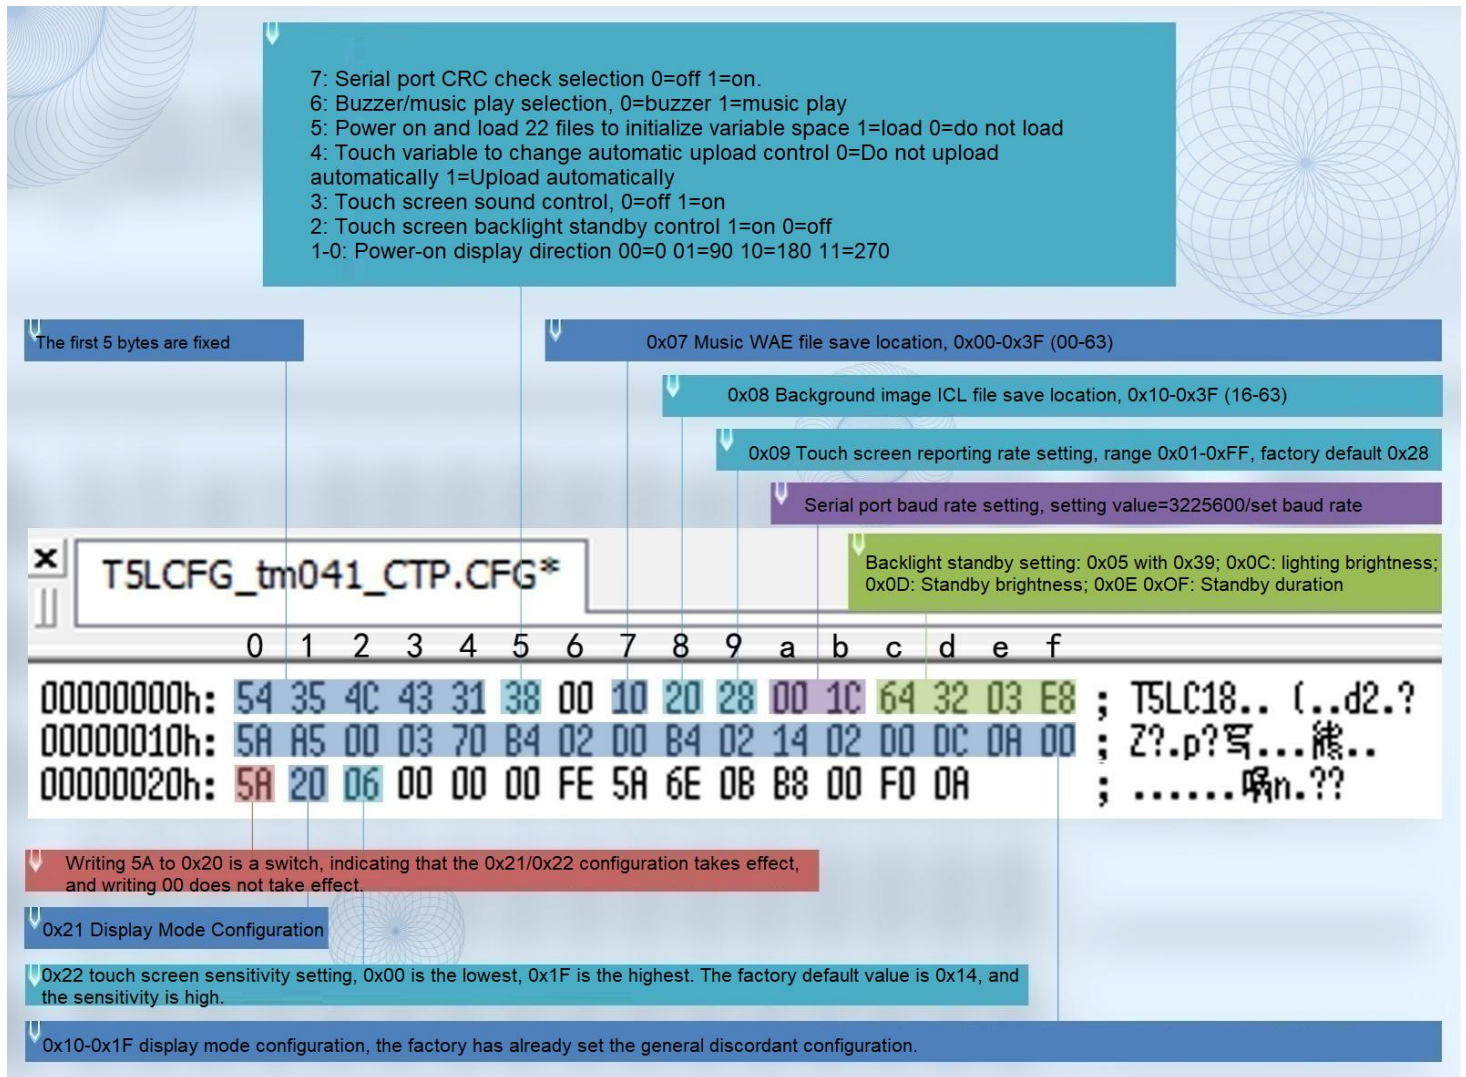 7: Serial port CRC check selection 0=off 1=on.
6: Buzzer/music play selection, 0=buzzer 1=music play
5: Power on and load 22 files to initialize variable space 1=load 0=do not load
4: Touch variable to change automatic upload control 0=Do not upload
automatically 1=Upload automatically
3: Touch screen sound control, 0=off 1=on
2: Touch screen backlight standby control 1=on 0=off
1-0: Power-on display direction 00=0 01=90 10=180 11=270
The first 5 bytes are fixed
0x07 Music WAE file save location, 0x00-0x3F (00-63)
0x08 Background image ICL file save location, 0x10-0x3F (16-63)
0x09 Touch screen reporting rate setting, range 0x01-0xFF, factory default 0x28
Serial port baud rate setting, setting value=3225600/set baud rate
Backlight standby setting: 0x05 with 0x39; 0x0C: lighting brightness;
0x0D: Standby brightness; 0x0E 0xOF: Standby duration
T5LCFG_tm041_CTP.CFG*
0 1 2 3 4 5 6 7 8 9 a b c d e f
00000000h: 54 35 4C 43 31 38 00 10 20 28 00 1C 64 32 03 E8 ; T5LC18.. (..d2.?
00000010h: 5A A5 00 03 70 B4 02 D0 B4 02 14 02 D0 DC 0A 00 ; Z?.p?...
00000020h: 5A 20 06 00 00 00 FE 5A 6E 0B B8 00 F0 0A ; ......n.??
Writing 5A to 0x20 is a switch, indicating that the 0x21/0x22 configuration takes effect,
and writing 00 does not take effect.
0x21 Display Mode Configuration
0x22 touch screen sensitivity setting, 0x00 is the lowest, 0x1F is the highest. The factory default value is 0x14, and
the sensitivity is high.
0x10-0x1F display mode configuration, the factory has already set the general discordant configuration.